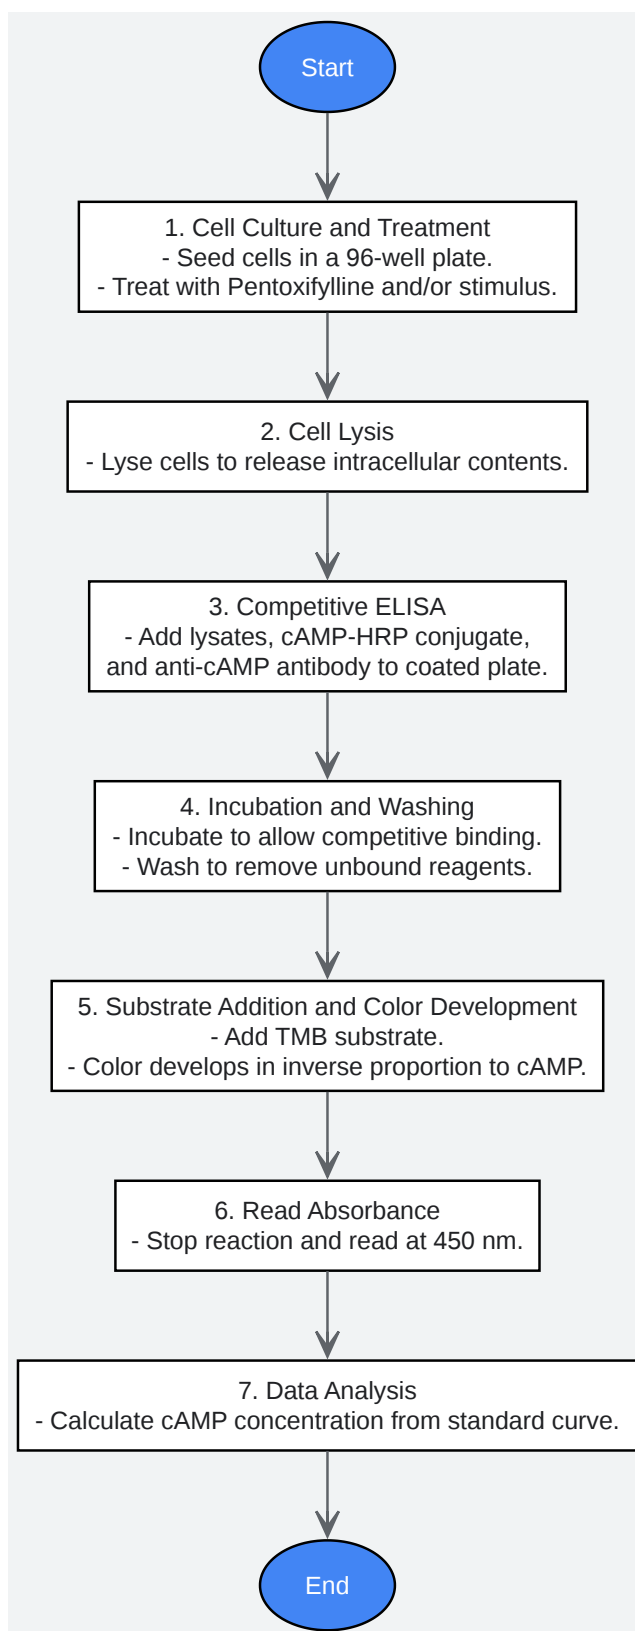 Start
1. Cell Culture and Treatment
- Seed cells in a 96-well plate.
- Treat with Pentoxifylline and/or stimulus.
2. Cell Lysis
- Lyse cells to release intracellular contents.
3. Competitive ELISA
- Add lysates, cAMP-HRP conjugate,
and anti-cAMP antibody to coated plate.
4. Incubation and Washing
- Incubate to allow competitive binding.
- Wash to remove unbound reagents.
5. Substrate Addition and Color Development
- Add TMB substrate.
- Color develops in inverse proportion to cAMP.
6. Read Absorbance
- Stop reaction and read at 450 nm.
7. Data Analysis
- Calculate cAMP concentration from standard curve.
End